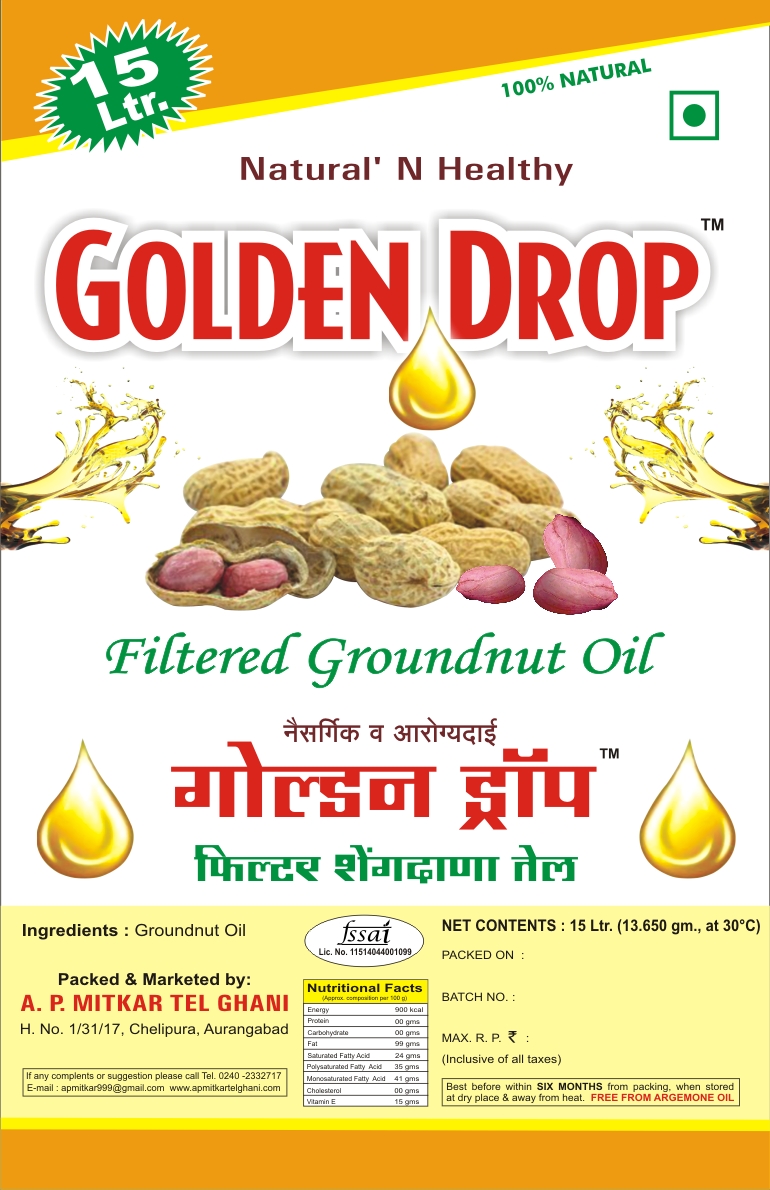 15
Ltr.
100% NATURAL
Natural' N Healthy
GOLDEN DROP™
Filtered Groundnut Oil
नैसर्गिक व आरोग्यदाई
गोल्डन ड्रॉप™
फिल्टर शेंगदाणा तेल
Ingredients : Groundnut Oil
Packed & Marketed by:
A. P. MITKAR TEL GHANI
H. No. 1/31/17, Chelipura, Aurangabad
If any complents or suggestion please call Tel. 0240 -2332717
E-mail : apmitkar999@gmail.com www.apmitkartelghani.com
fssai
Lic. No. 11514044001099
Nutritional Facts
(Approx. composition per 100 g)
Energy 900 kcal
Protein 00 gms
Carbohydrate 00 gms
Fat 99 gms
Saturated Fatty Acid 24 gms
Polysaturated Fatty Acid 35 gms
Monosaturated Fatty Acid 41 gms
Cholesterol 00 gms
Vitamin E 15 gms
NET CONTENTS : 15 Ltr. (13.650 gm., at 30°C)
PACKED ON :
BATCH NO. :
MAX. R. P. ₹ :
(Inclusive of all taxes)
Best before within SIX MONTHS from packing, when stored
at dry place & away from heat. FREE FROM ARGEMONE OIL